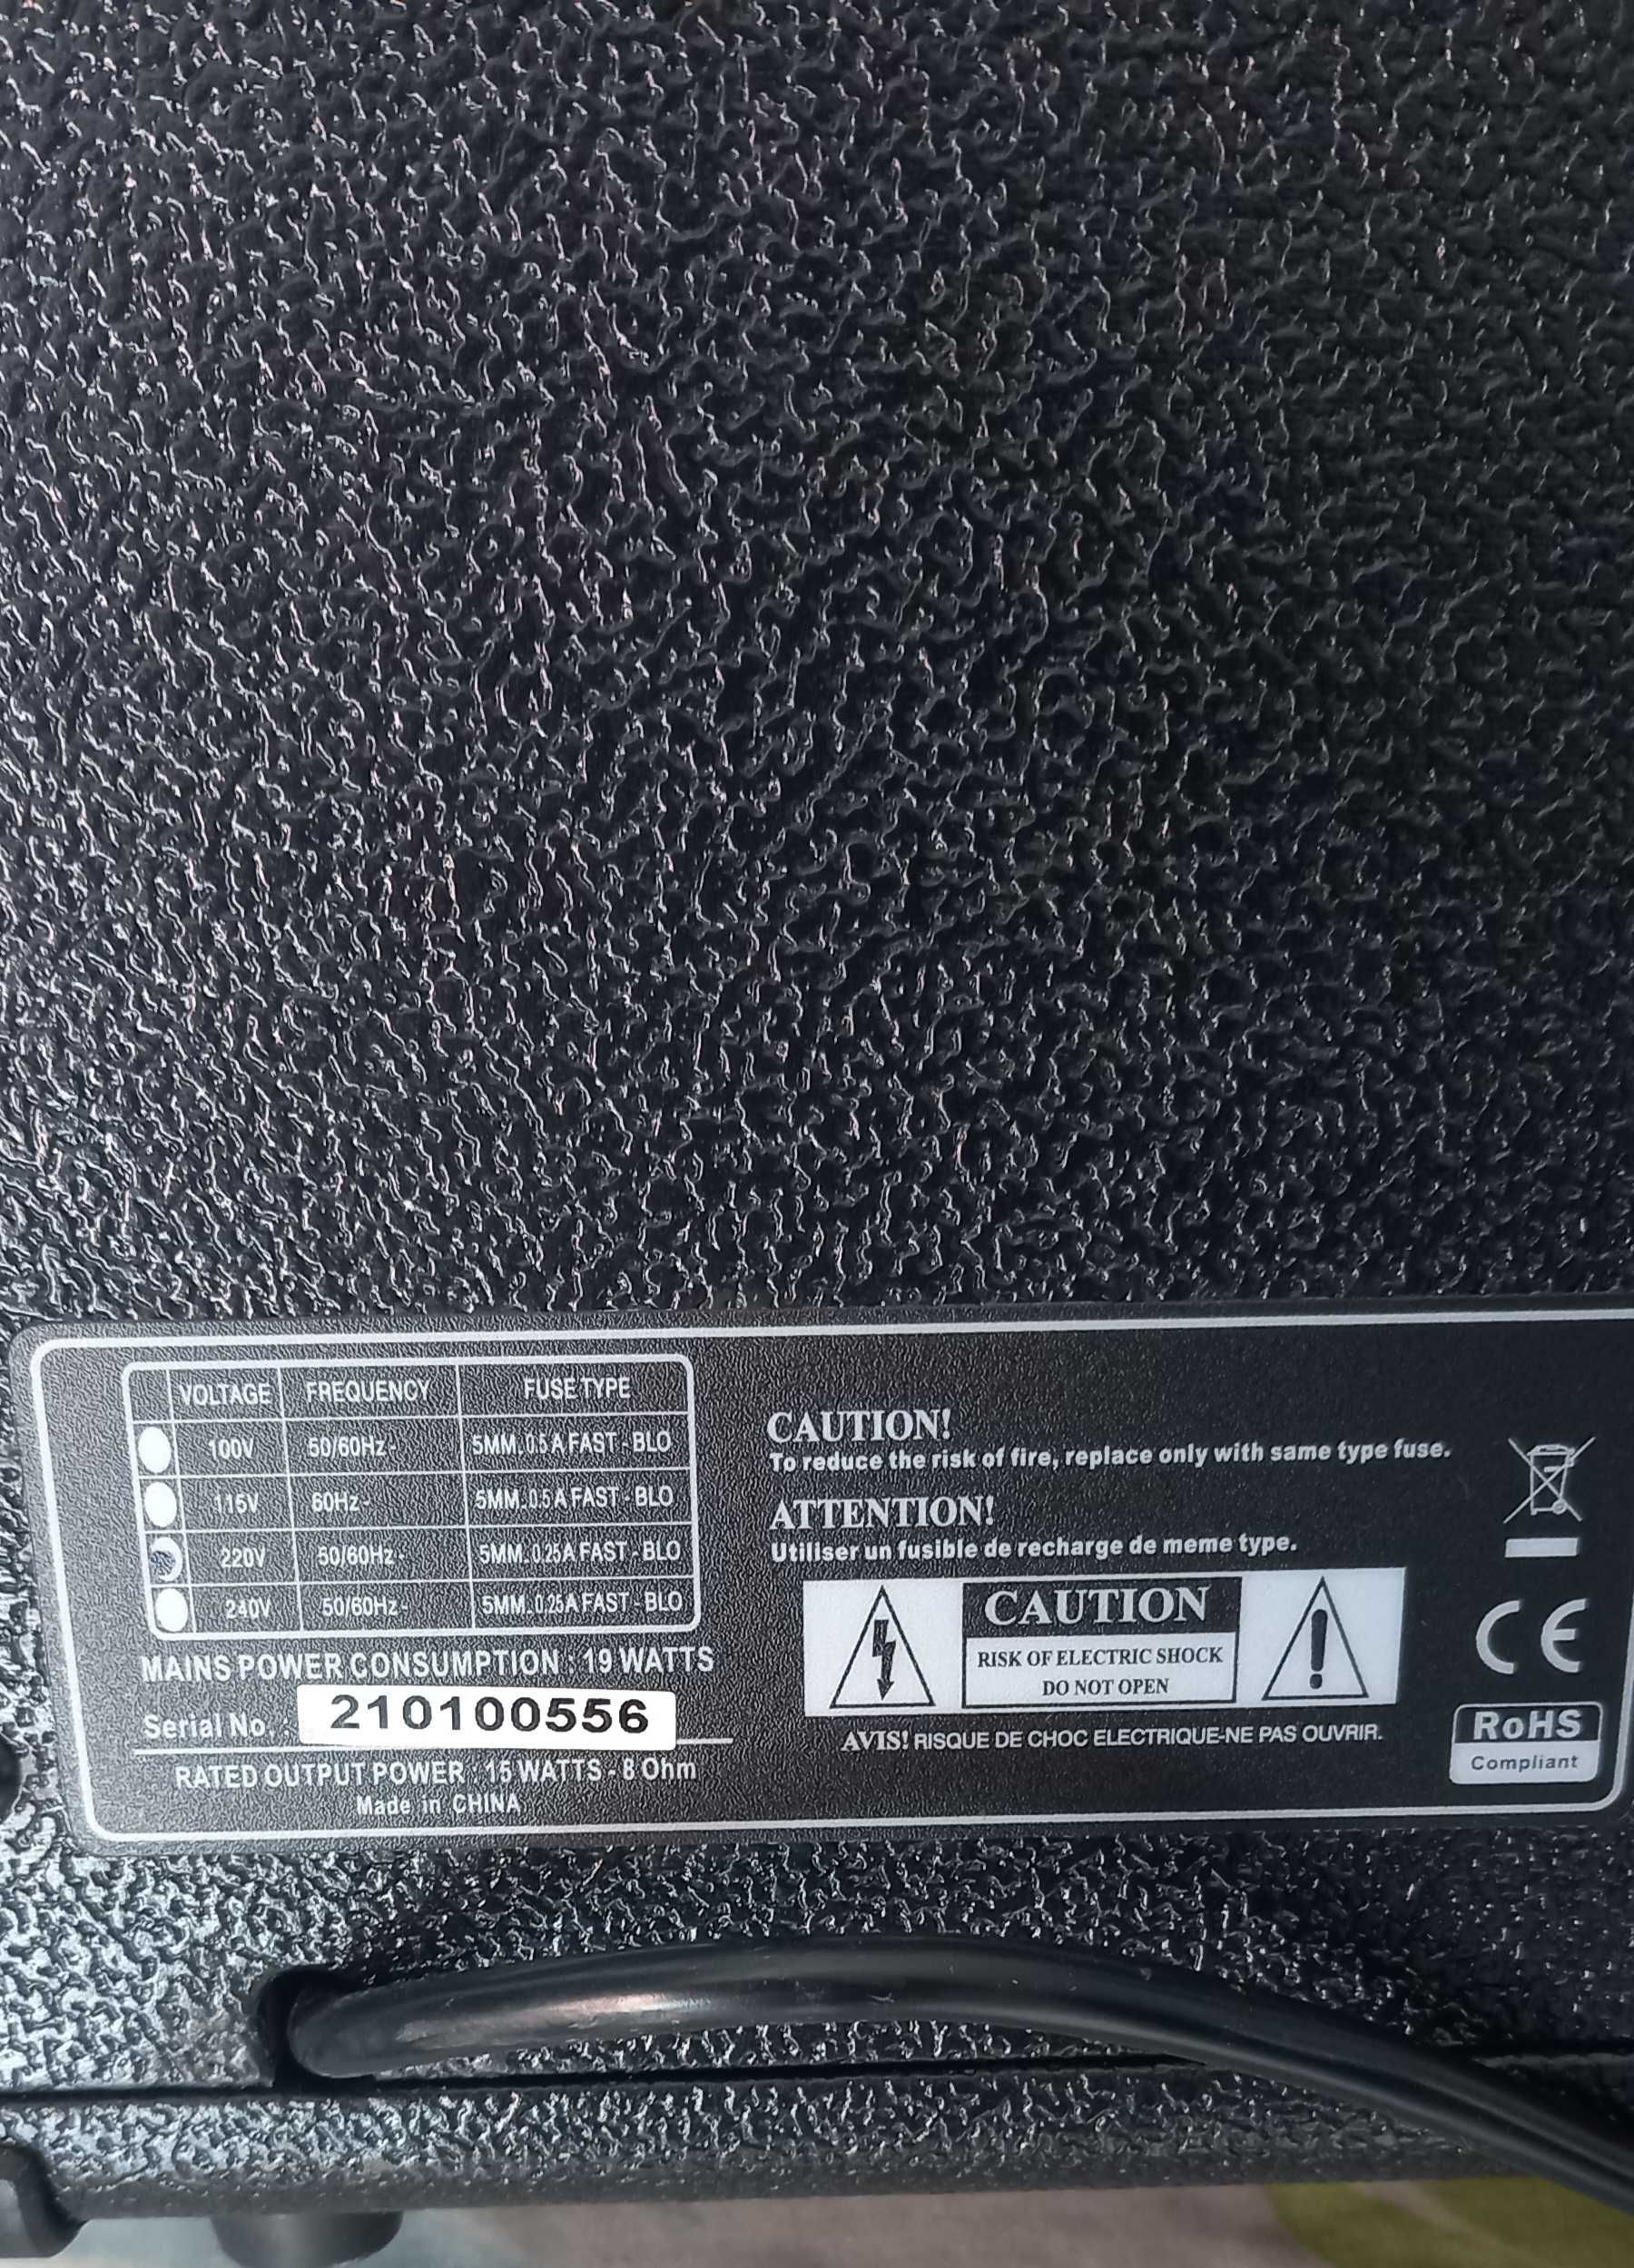 VOLTAGE FREQUENCY FUSE TYPE
100V 50/60Hz~ 5MM..0.5 A FAST - BLO
115V 60Hz~ 5MM..0.5 A FAST - BLO
220V 50/60Hz~ 5MM..0.25A FAST - BLO
240V 50/60Hz~ 5MM..0.25A FAST - BLO
MAINS POWER CONSUMPTION : 19 WATTS
Serial No. : 210100556
RATED OUTPUT POWER : 15 WATTS - 8 Ohm
Made in CHINA
CAUTION!
To reduce the risk of fire, replace only with same type fuse.
ATTENTION!
Utiliser un fusible de recharge de meme type.
CAUTION
RISK OF ELECTRIC SHOCK
DO NOT OPEN
AVIS! RISQUE DE CHOC ELECTRIQUE-NE PAS OUVRIR.
CE
RoHS
Compliant